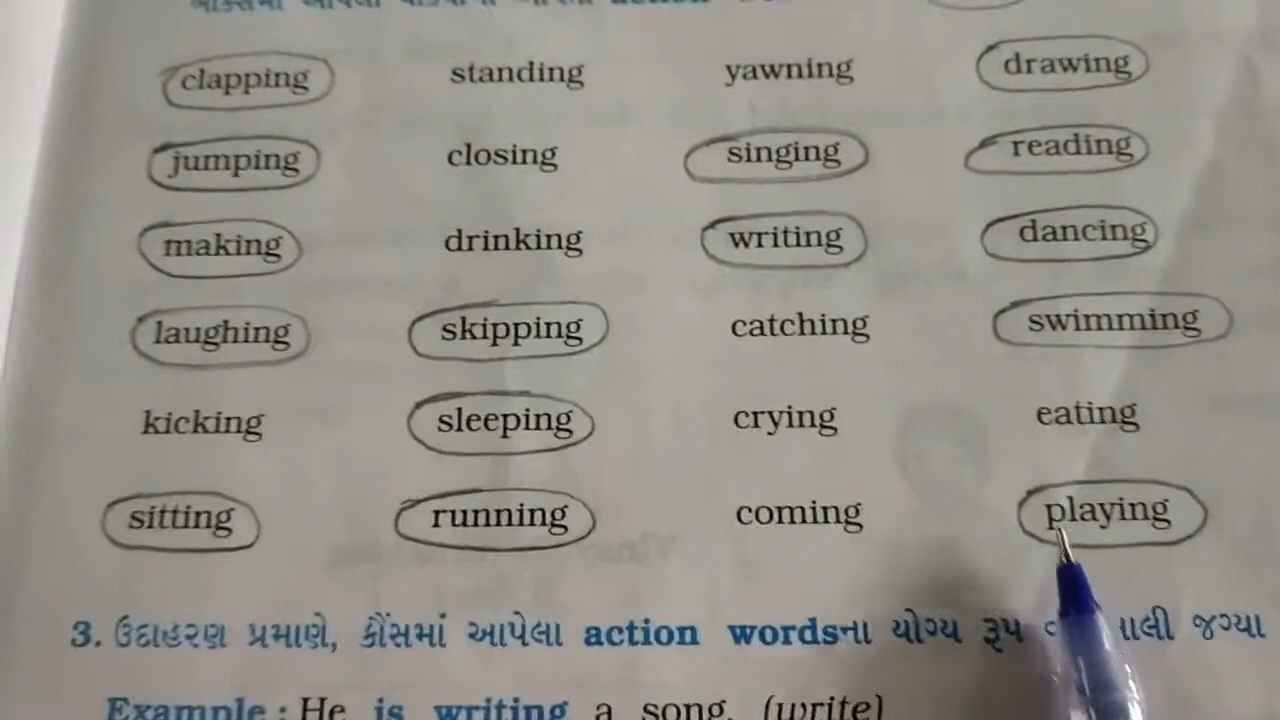 action
clapping standing yawning drawing
jumping closing singing reading
making drinking writing dancing
laughing skipping catching swimming
kicking sleeping crying eating
sitting running coming playing
3. ઉદાહરણ પ્રમાણે, કૌંસમાં આપેલા action wordsના યોગ્ય રૂપ જગ્યા
Example : He is writing a song. (write)